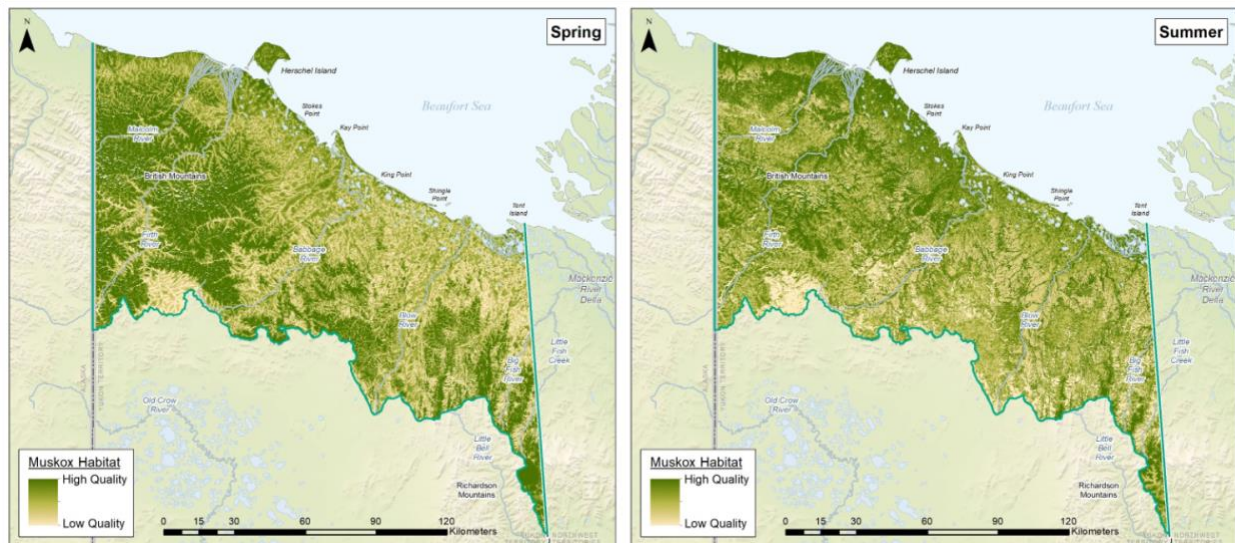 N
Spring
Herschel Island
Beaufort Sea
Stokes
Point
Kay Point
Malcolm
River
British Mountains
King Point
Shingle
Point
Tent
Island
Firth
River
Babbage
River
Mackenzie
River
Delta
Blow
River
Little
Fish
Creek
Big
Fish
River
Old Crow
River
Little
Bell
River
Richardson
Mountains
Muskox Habitat
High Quality
Low Quality
0 15 30 60 90 120
Kilometers
N
Summer
Herschel Island
Beaufort Sea
Stokes
Point
Kay Point
Malcolm
River
British Mountains
King Point
Shingle
Point
Tent
Island
Firth
River
Babbage
River
Mackenzie
River
Delta
Blow
River
Little
Fish
Creek
Big
Fish
River
Old Crow
River
Little
Bell
River
Richardson
Mountains
Muskox Habitat
High Quality
Low Quality
0 15 30 60 90 120
Kilometers